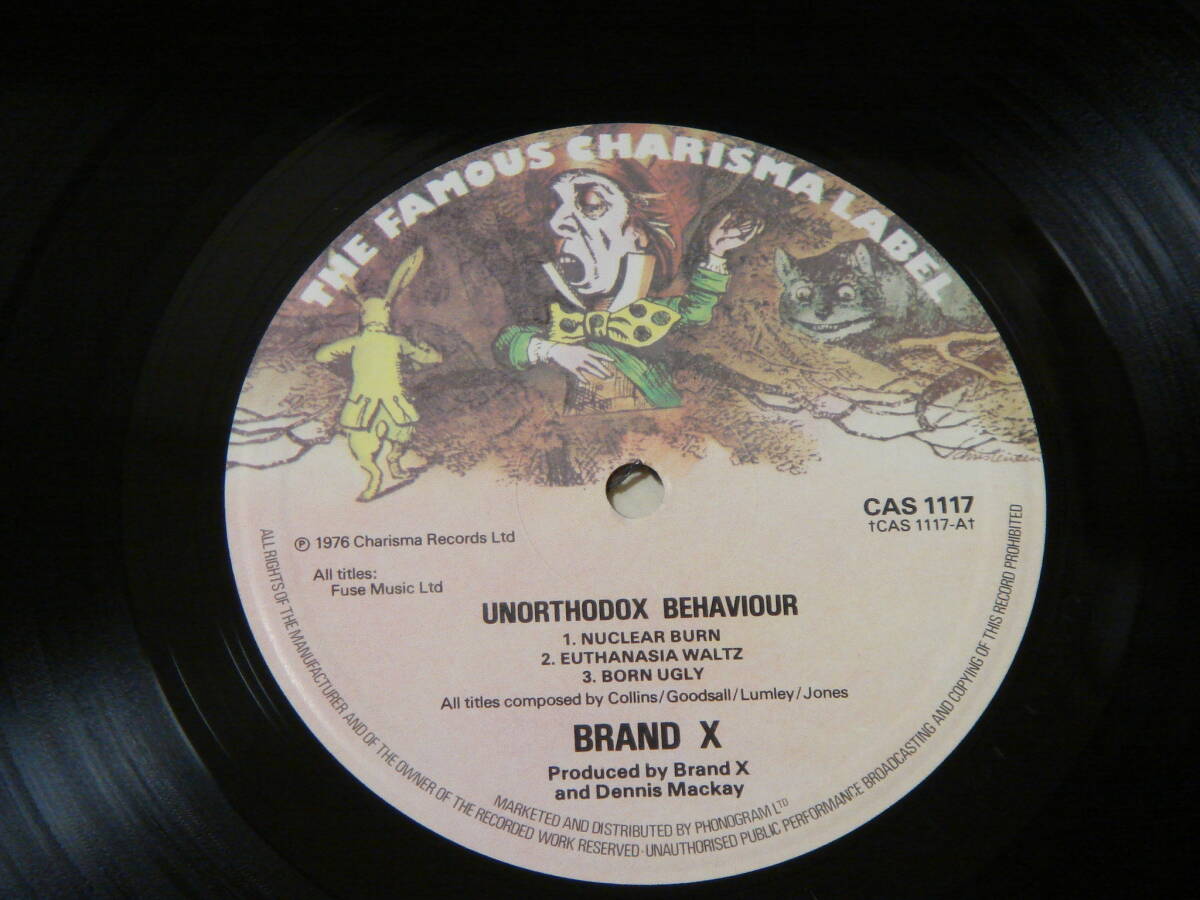 THE FAMOUS CHARISMA LABEL
CAS 1117
†CAS 1117-A†
℗ 1976 Charisma Records Ltd
All titles:
Fuse Music Ltd
UNORTHODOX BEHAVIOUR
1. NUCLEAR BURN
2. EUTHANASIA WALTZ
3. BORN UGLY
All titles composed by Collins/Goodsall/Lumley/Jones
BRAND X
Produced by Brand X
and Dennis Mackay
MARKETED AND DISTRIBUTED BY PHONOGRAM LTD
ALL RIGHTS OF THE MANUFACTURER AND OF THE OWNER OF THE RECORDED WORK RESERVED · UNAUTHORISED PUBLIC PERFORMANCE BROADCASTING AND COPYING OF THIS RECORD PROHIBITED